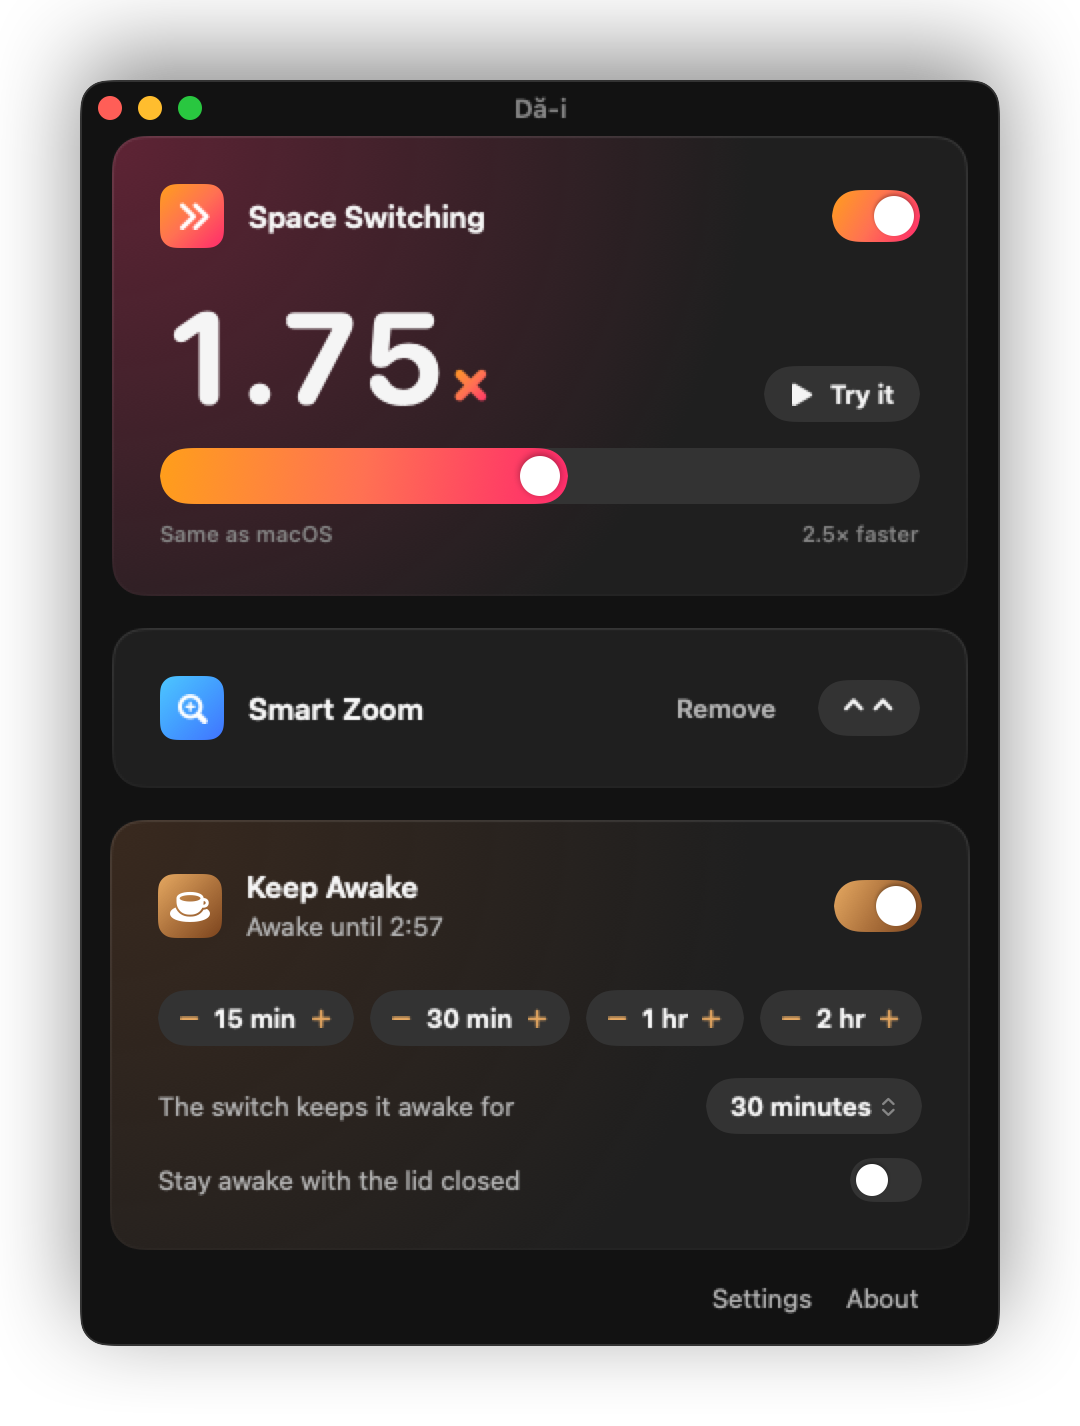 Dă-i
Space Switching
1.75×
Try it
Same as macOS
2.5× faster
Smart Zoom
Remove
⌃⌃
Keep Awake
Awake until 2:57
− 15 min +
− 30 min +
− 1 hr +
− 2 hr +
The switch keeps it awake for
30 minutes
Stay awake with the lid closed
Settings
About